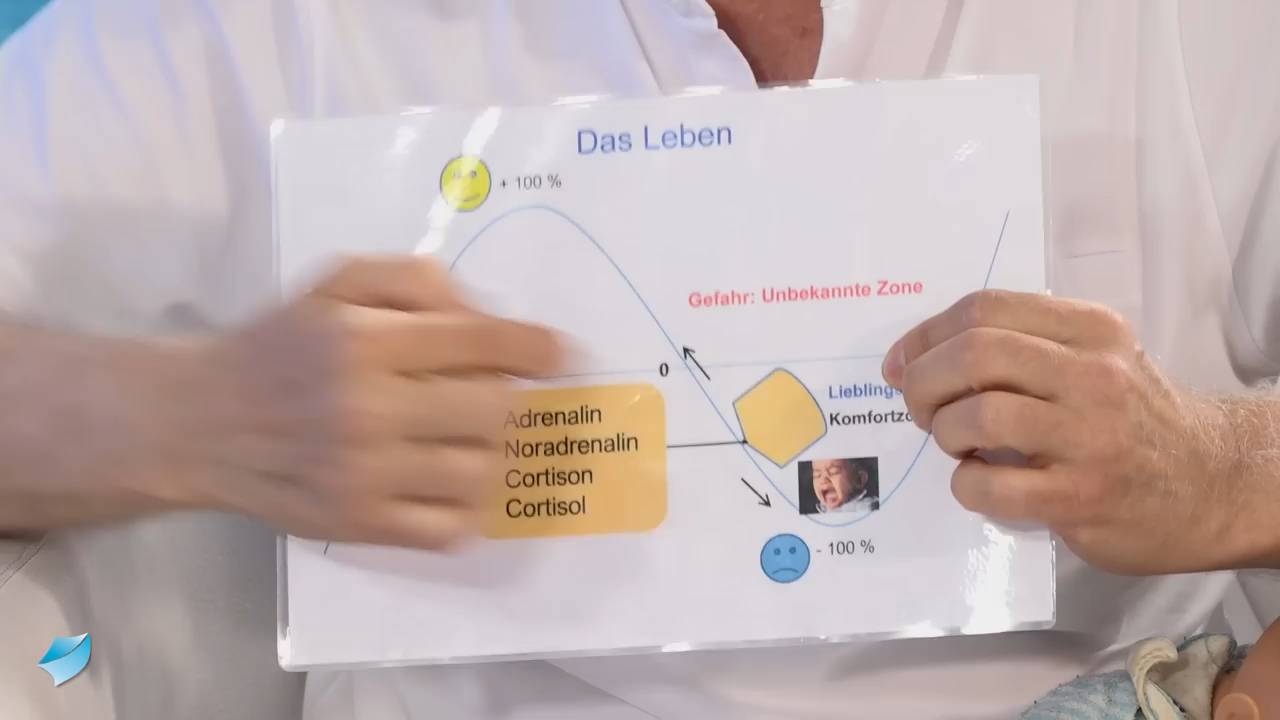 Das Leben
+ 100 %
Gefahr: Unbekannte Zone
0
Adrenalin
Noradrenalin
Cortison
Cortisol
- 100 %